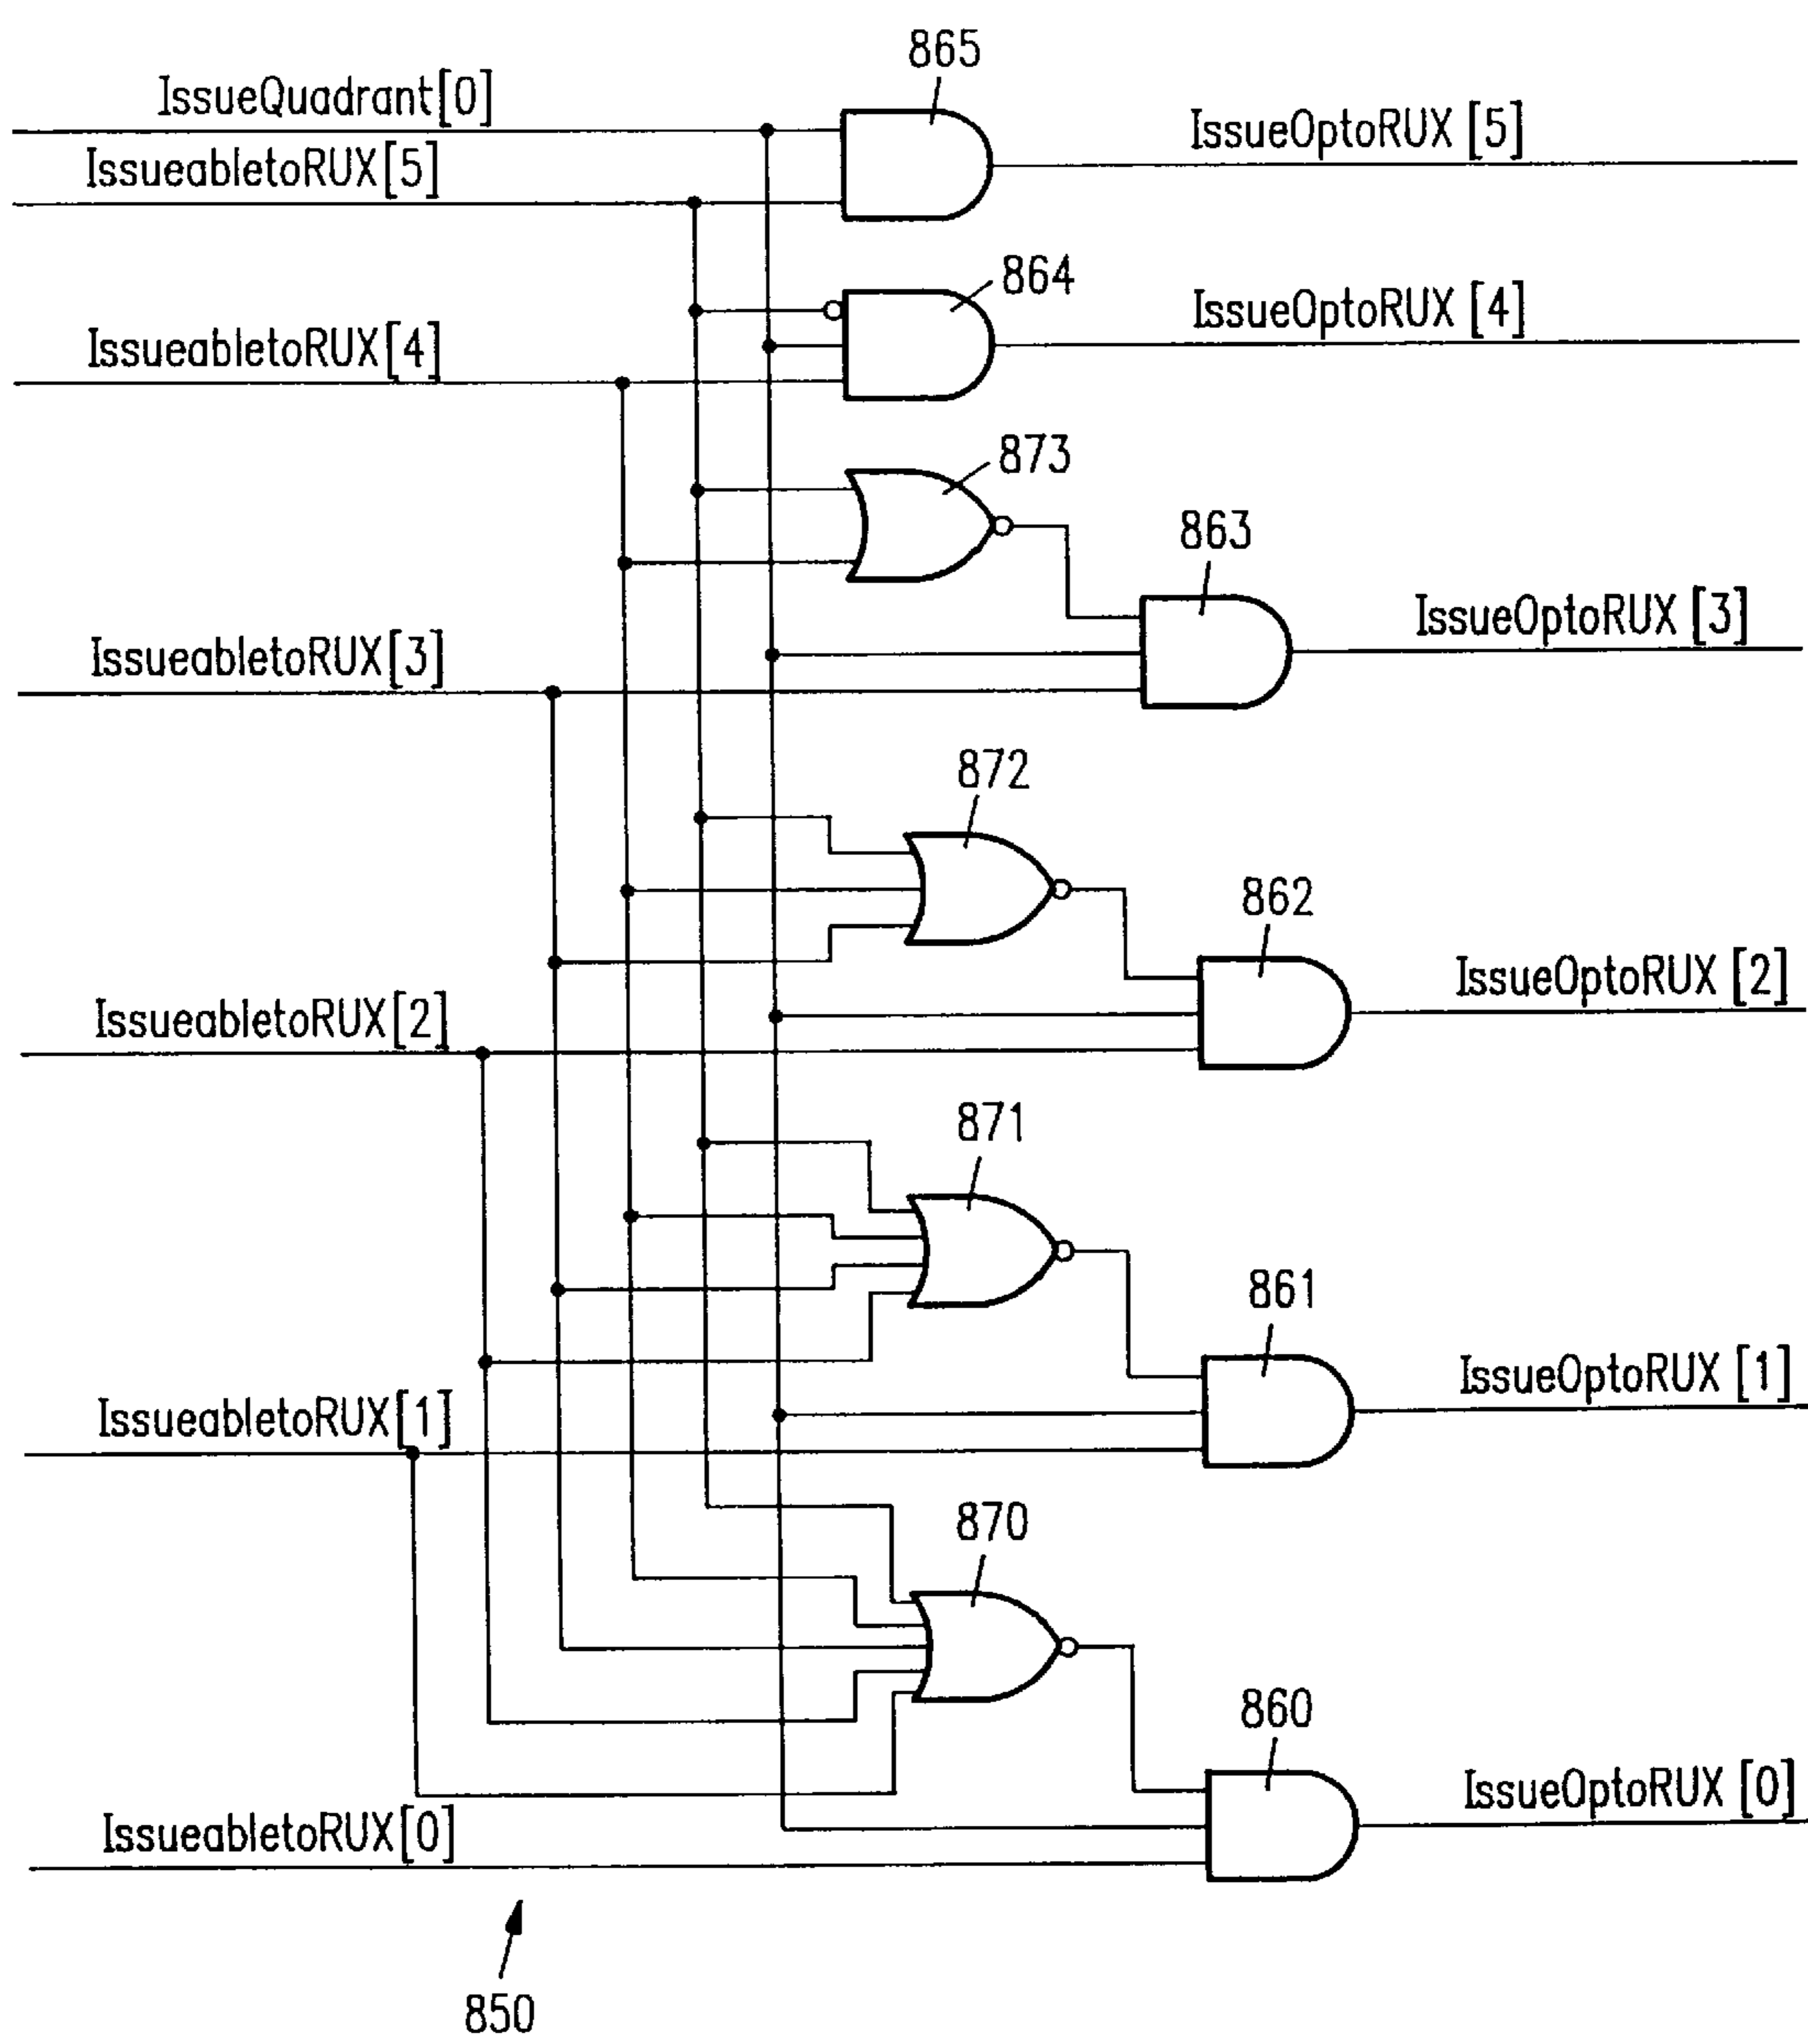 865
IssueQuadrant[0]
IssueOptoRUX [5]
IssueabletoRUX[5]
864
IssueOptoRUX [4]
IssueabletoRUX[4]
873
863
IssueOptoRUX [3]
IssueabletoRUX[3]
872
862
IssueOptoRUX [2]
IssueabletoRUX[2]
871
861
IssueOptoRUX [1]
IssueabletoRUX[1]
870
860
IssueOptoRUX [0]
IssueabletoRUX[0]
850